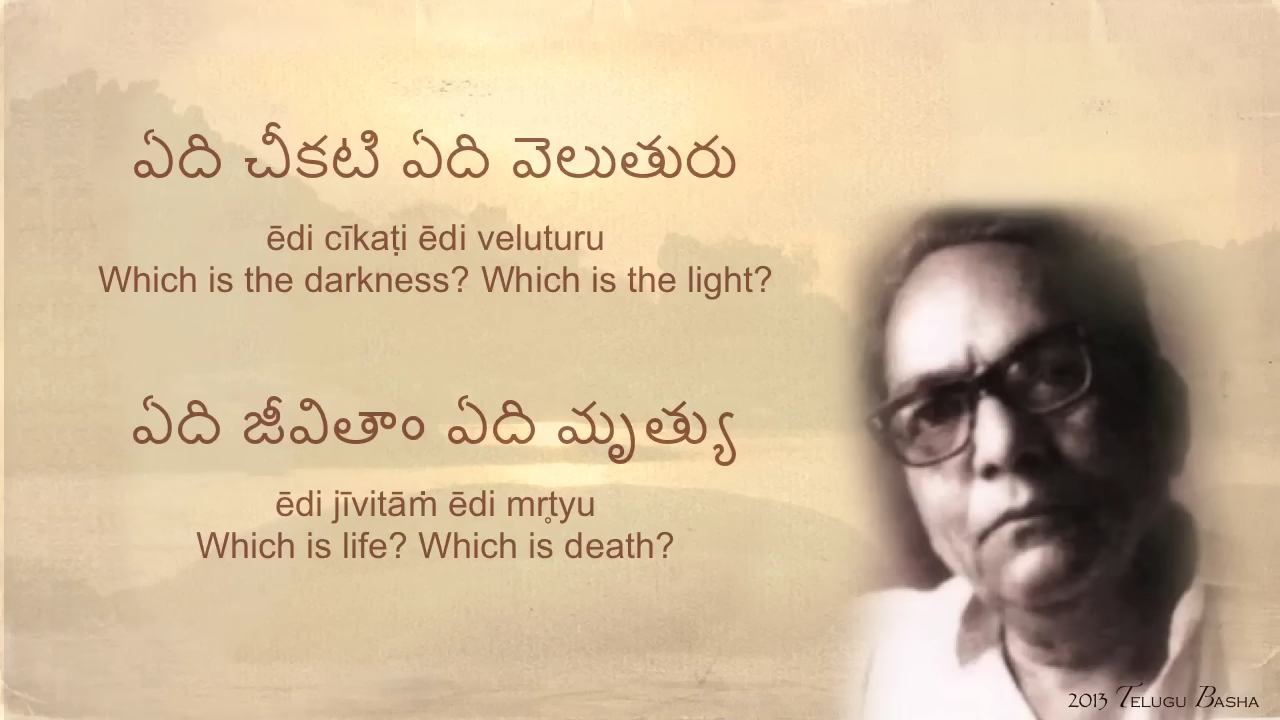 ఏది చీకటి ఏది వెలుతురు
ēdi cīkaṭi ēdi veluturu
Which is the darkness? Which is the light?
ఏది జీవితాం ఏది మృత్యు
ēdi jīvitāṁ ēdi mr̥tyu
Which is life? Which is death?
2013 Telugu Basha